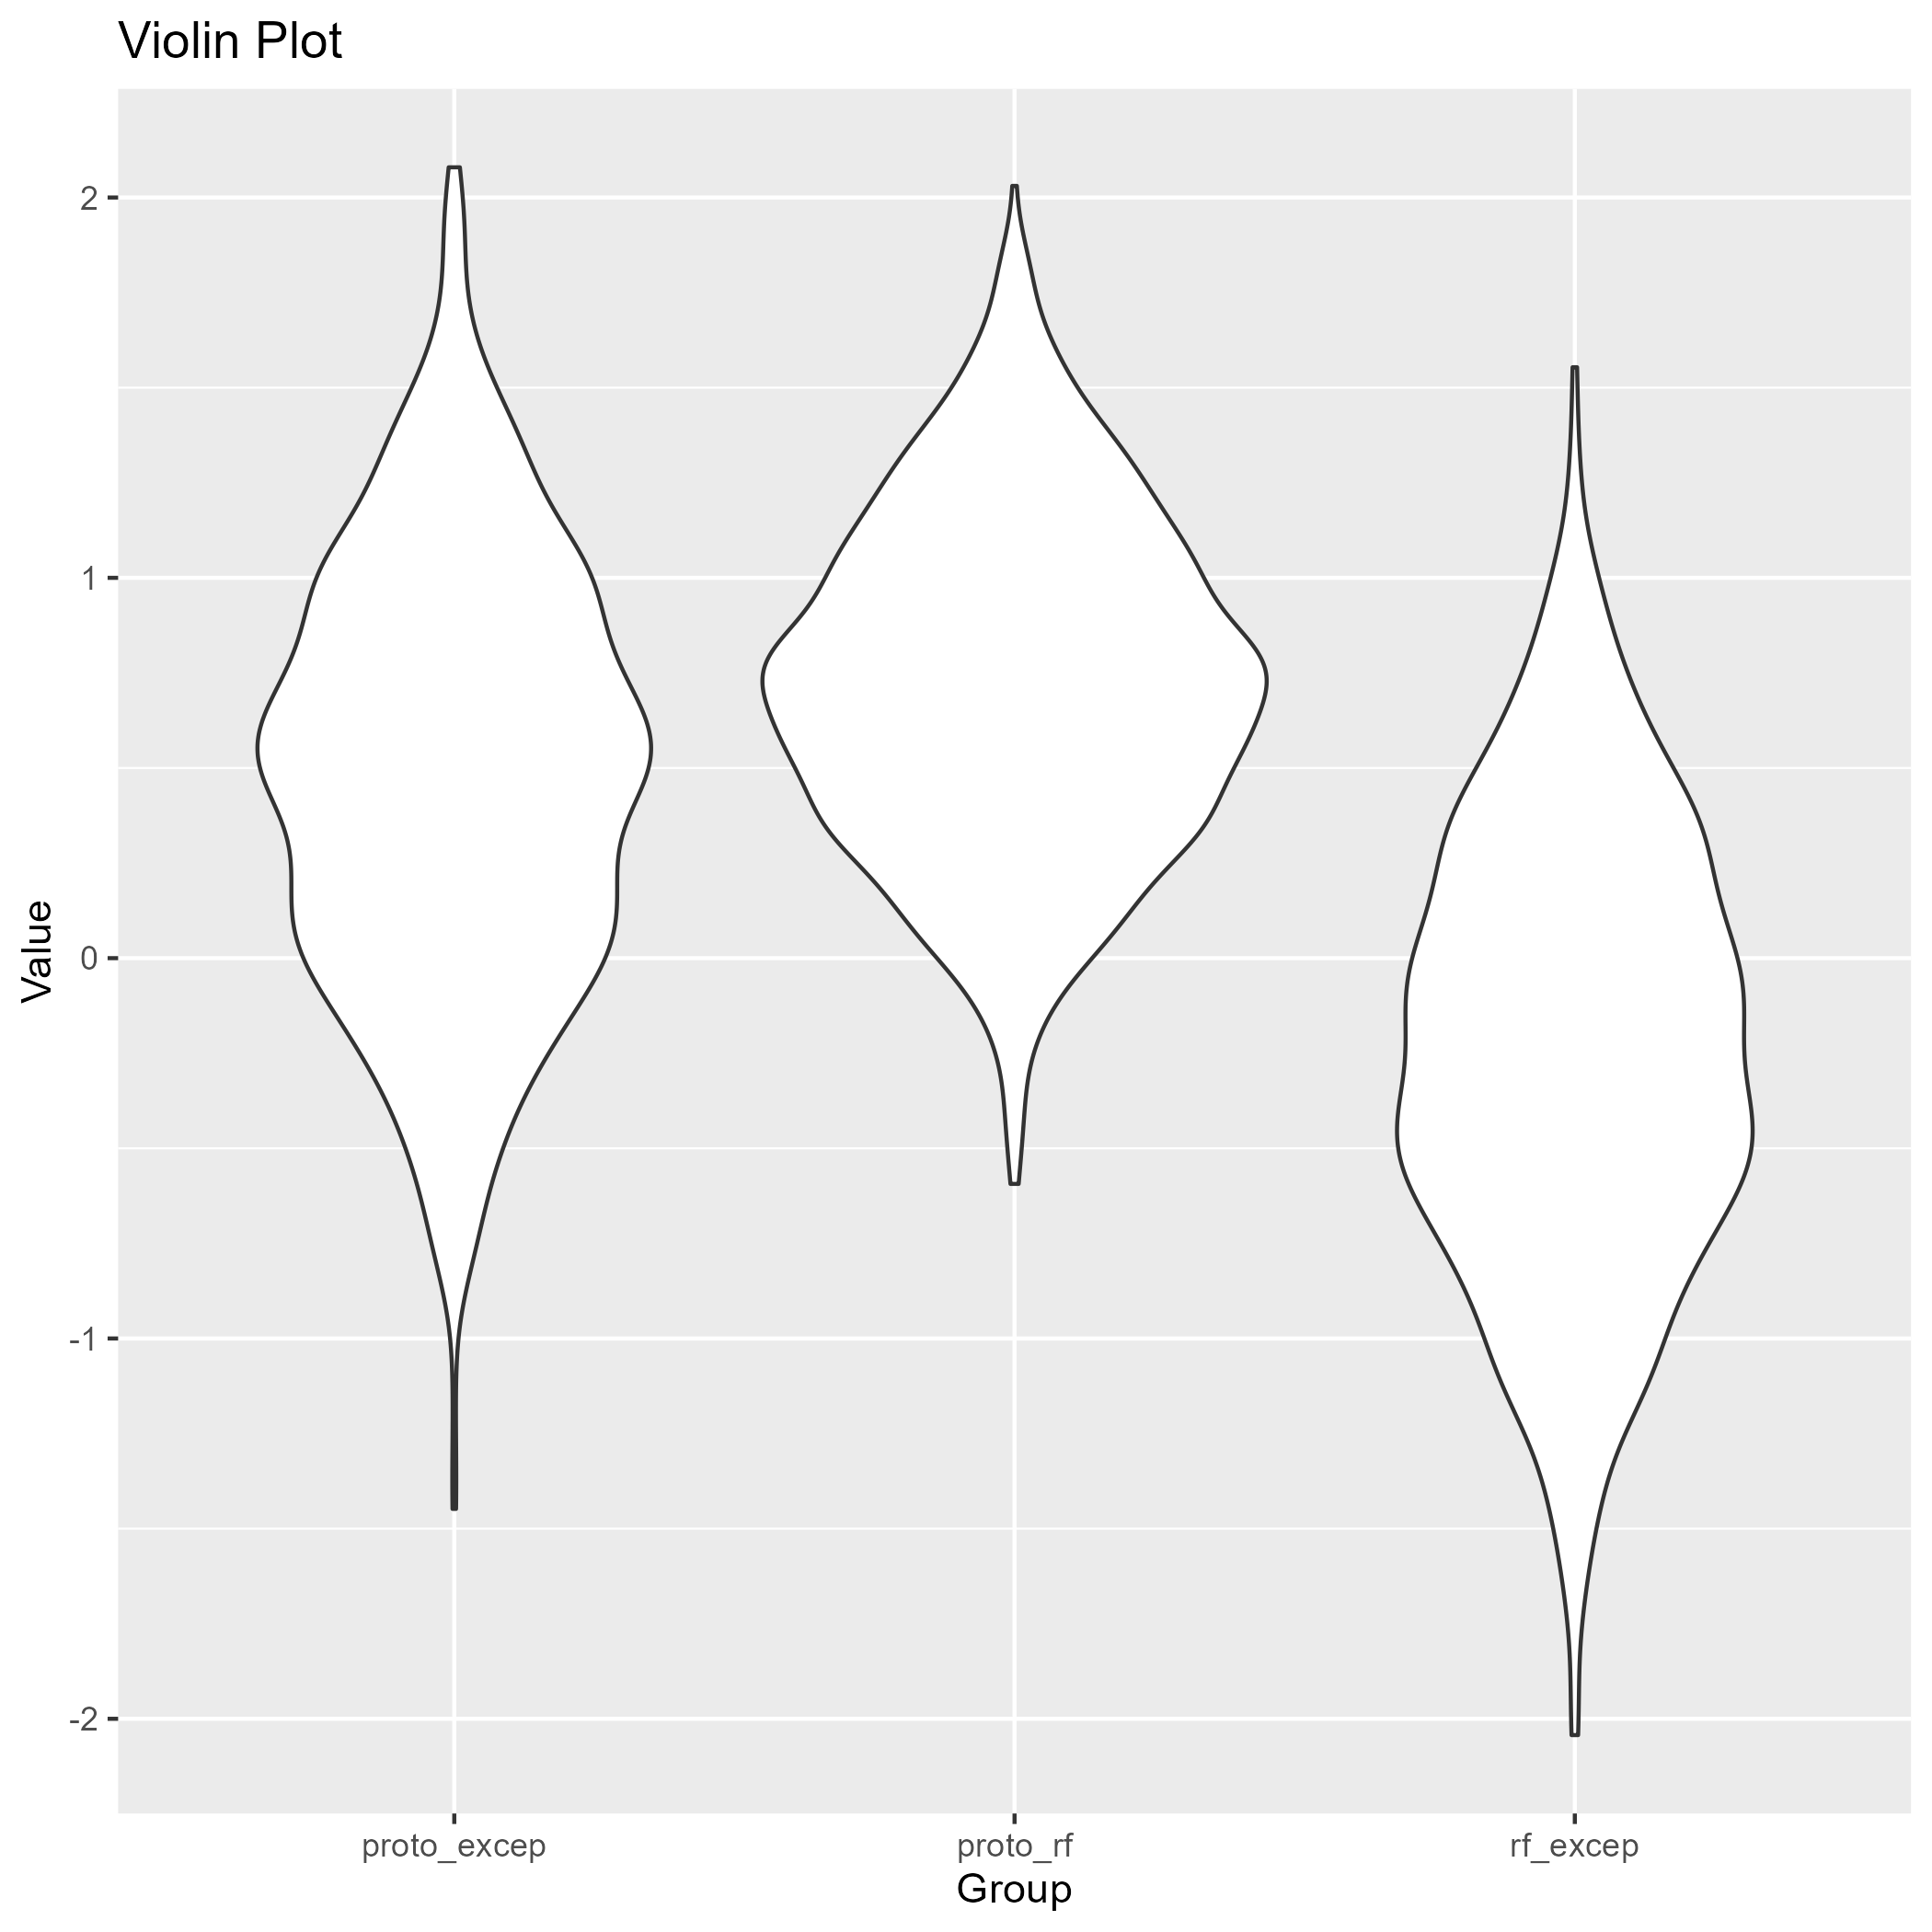 Violin Plot
2
1
0
-1
-2
Value
proto_excep
proto_rf
rf_excep
Group